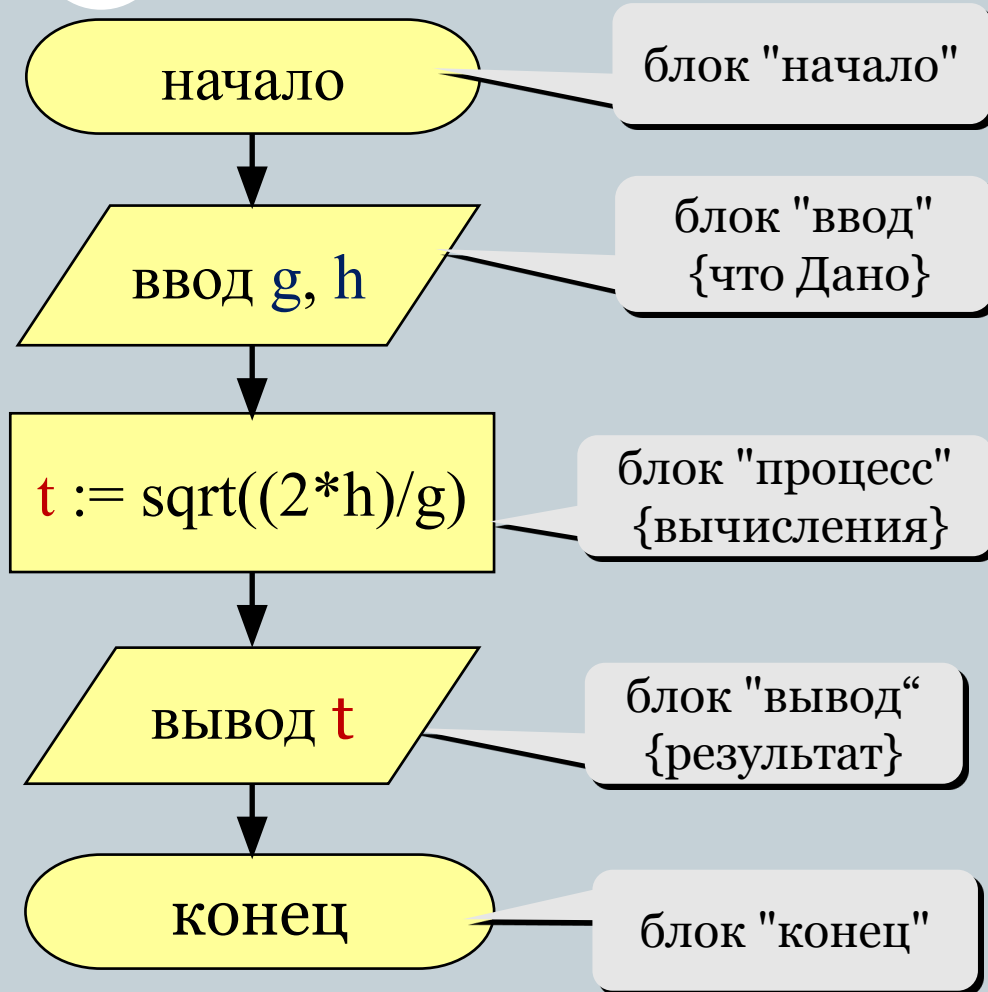 начало
блок "начало"
ввод g, h
блок "ввод"
{что Дано}
t := sqrt((2*h)/g)
блок "процесс"
{вычисления}
вывод t
блок "вывод“
{результат}
конец
блок "конец"